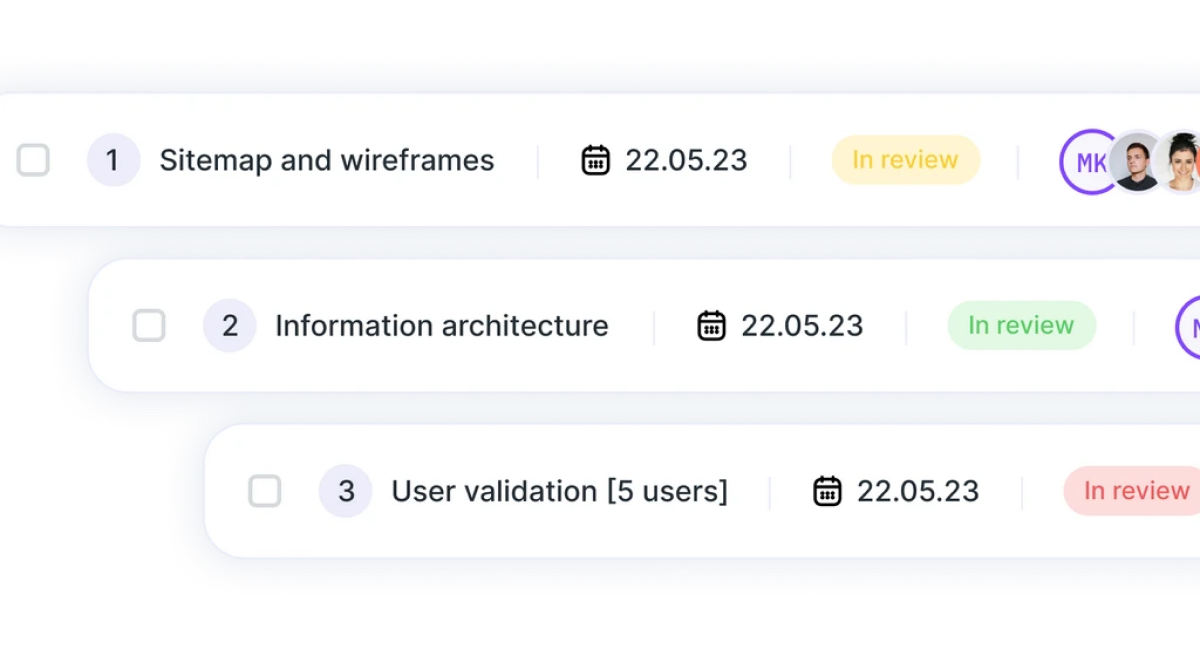 1 Sitemap and wireframes 22.05.23 In review MK
2 Information architecture 22.05.23 In review
3 User validation [5 users] 22.05.23 In review